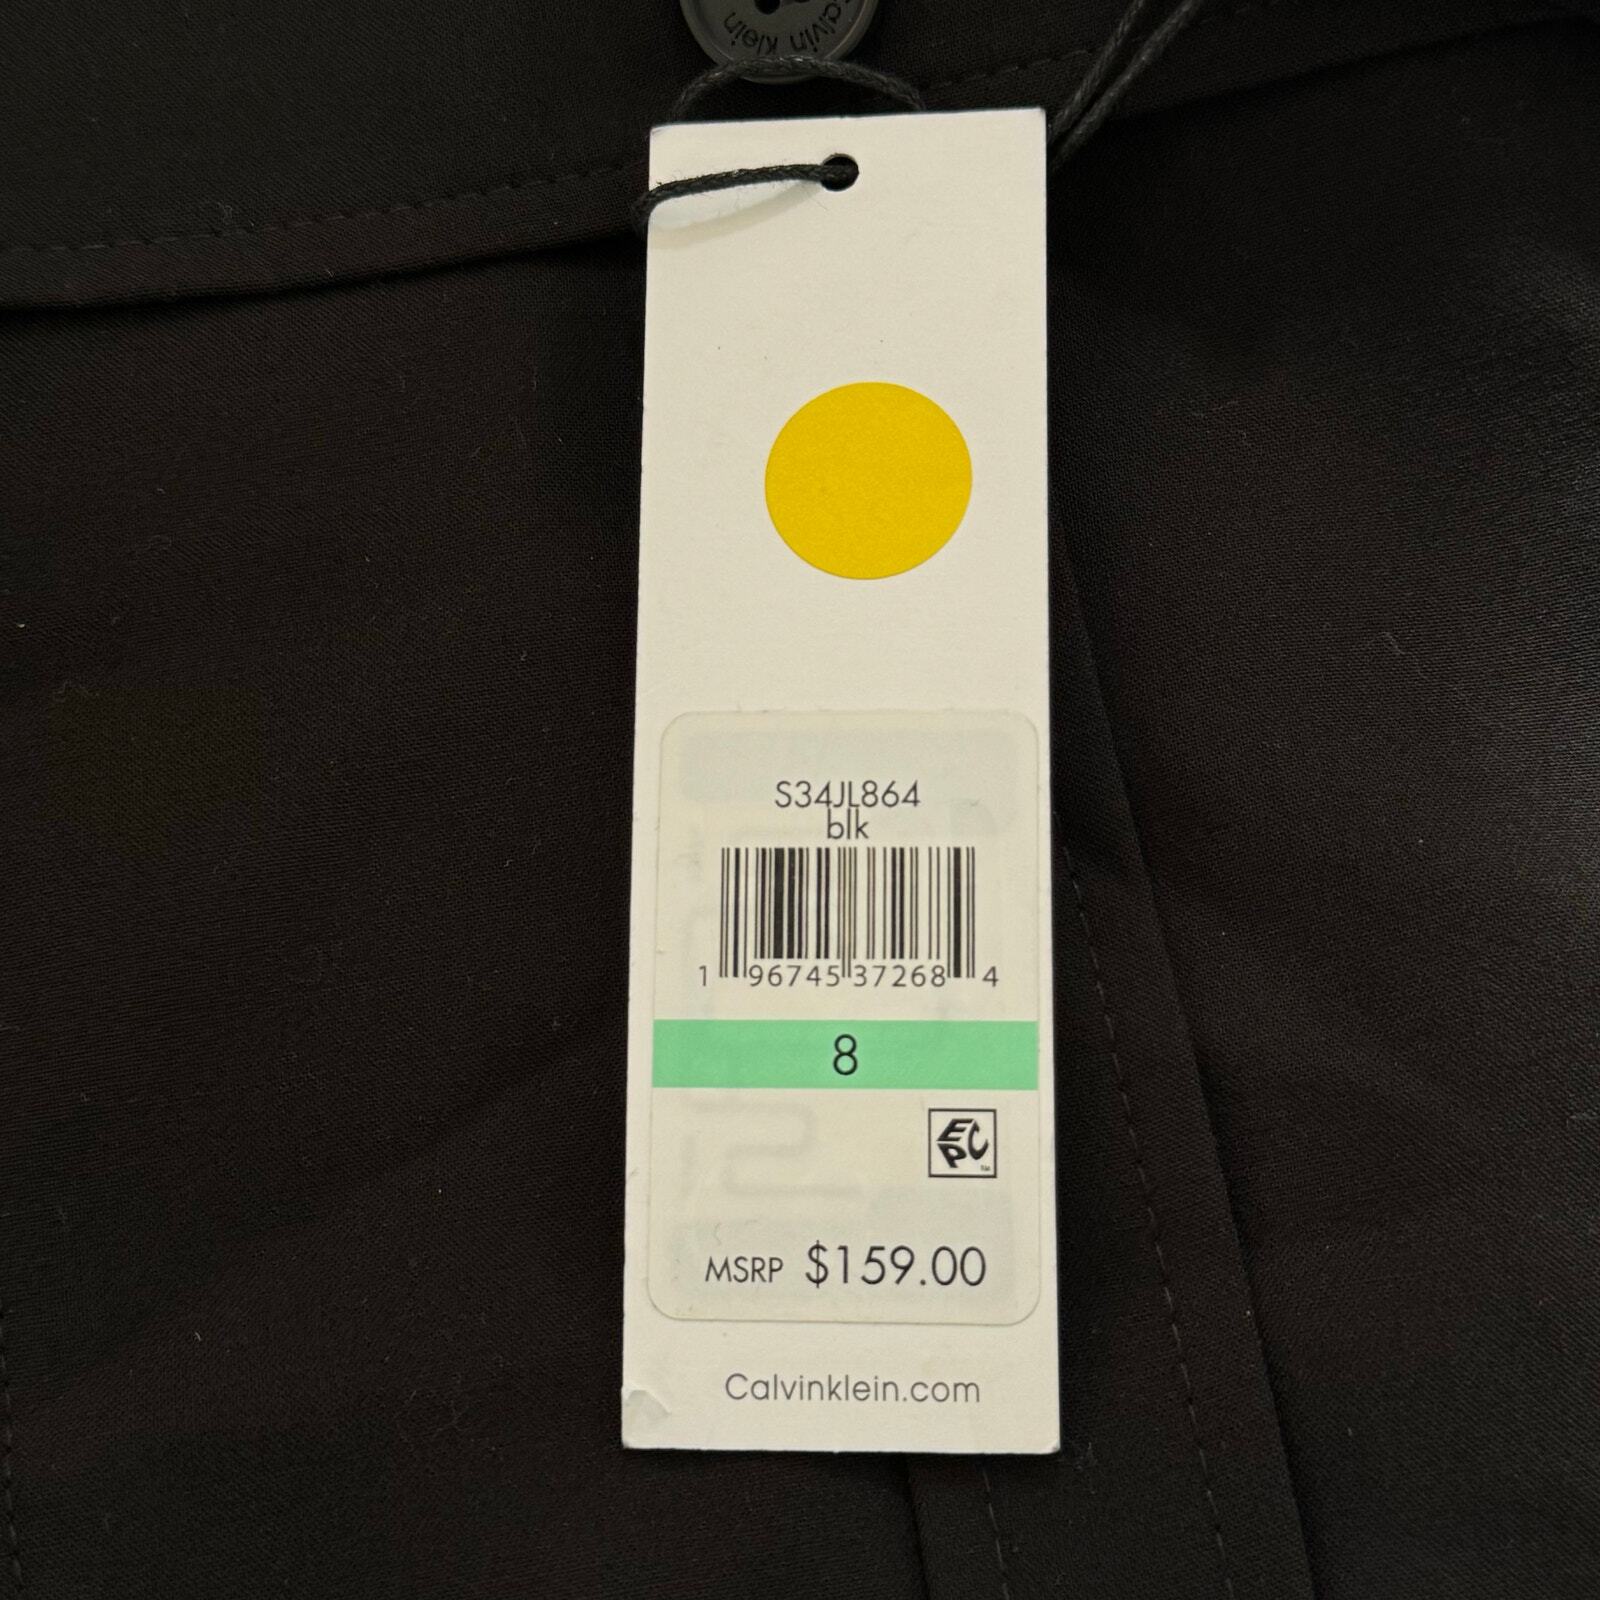 calvin klein
S34JL864
blk
1 96745 37268 4
8
EPC
MSRP $159.00
Calvinklein.com